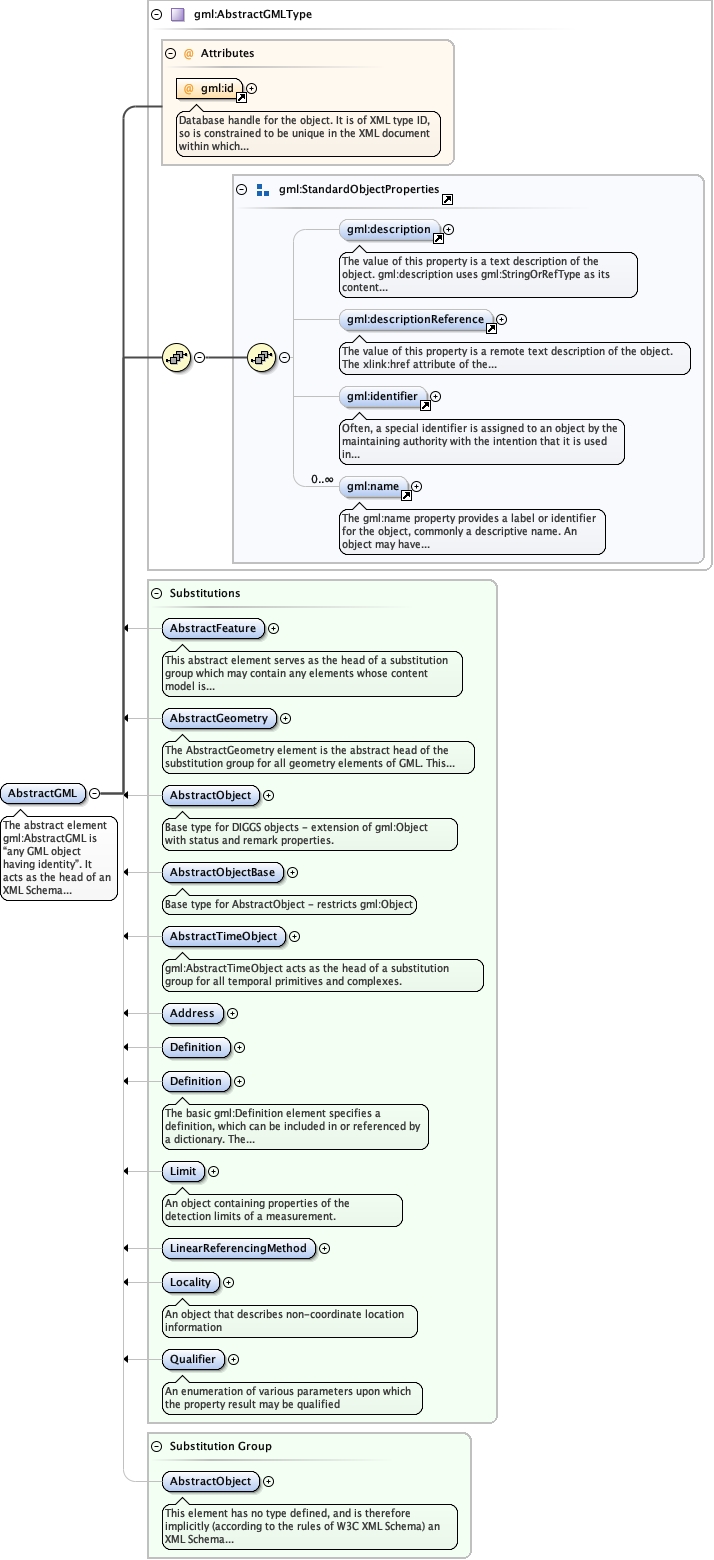 gml:AbstractGMLType
@ Attributes
@ gml:id
Database handle for the object. It is of XML type ID,
so is constrained to be unique in the XML document
within which...
gml:StandardObjectProperties
gml:description
The value of this property is a text description of the
object. gml:description uses gml:StringOrRefType as its
content...
gml:descriptionReference
The value of this property is a remote text description of the object.
The xlink:href attribute of the...
gml:identifier
Often, a special identifier is assigned to an object by the
maintaining authority with the intention that it is used
in...
0..∞
gml:name
The gml:name property provides a label or identifier
for the object, commonly a descriptive name. An
object may have...
AbstractGML
The abstract element
gml:AbstractGML is
“any GML object
having identity”. It
acts as the head of an
XML Schema...
Substitutions
AbstractFeature
This abstract element serves as the head of a substitution
group which may contain any elements whose content
model is...
AbstractGeometry
The AbstractGeometry element is the abstract head of the
substitution group for all geometry elements of GML. This...
AbstractObject
Base type for DIGGS objects – extension of gml:Object
with status and remark properties.
AbstractObjectBase
Base type for AbstractObject – restricts gml:Object
AbstractTimeObject
gml:AbstractTimeObject acts as the head of a substitution
group for all temporal primitives and complexes.
Address
Definition
Definition
The basic gml:Definition element specifies a
definition, which can be included in or referenced by
a dictionary. The...
Limit
An object containing properties of the
detection limits of a measurement.
LinearReferencingMethod
Locality
An object that describes non-coordinate location
information
Qualifier
An enumeration of various parameters upon which
the property result may be qualified
Substitution Group
AbstractObject
This element has no type defined, and is therefore
implicitly (according to the rules of W3C XML Schema) an
XML Schema...